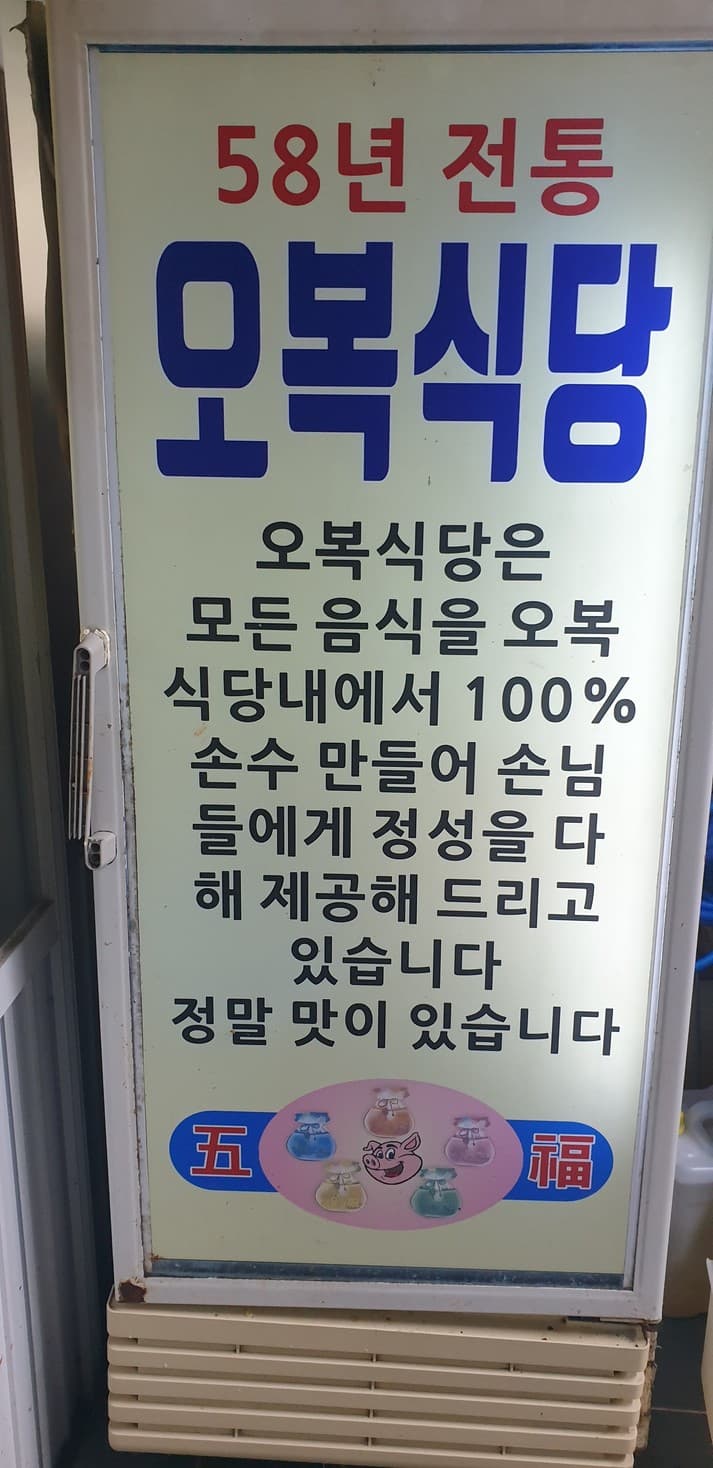 58년 전통
오복식당
오복식당은
모든 음식을 오복
식당내에서 100%
손수 만들어 손님
들에게 정성을 다
해 제공해 드리고
있습니다
정말 맛이 있습니다
五 福